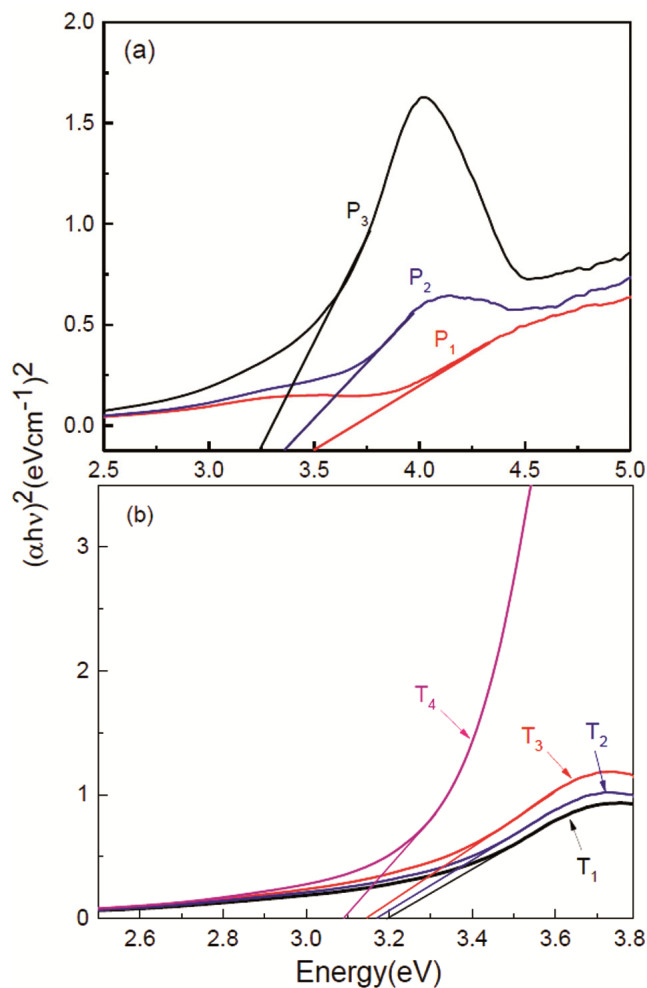 (a)
2.0
1.5
1.0
0.5
0.0
P3
P2
P1
2.5 3.0 3.5 4.0 4.5 5.0
(αhν)²(eVcm⁻¹)²
(b)
3
2
1
0
T4
T3
T2
T1
2.6 2.8 3.0 3.2 3.4 3.6 3.8
Energy(eV)